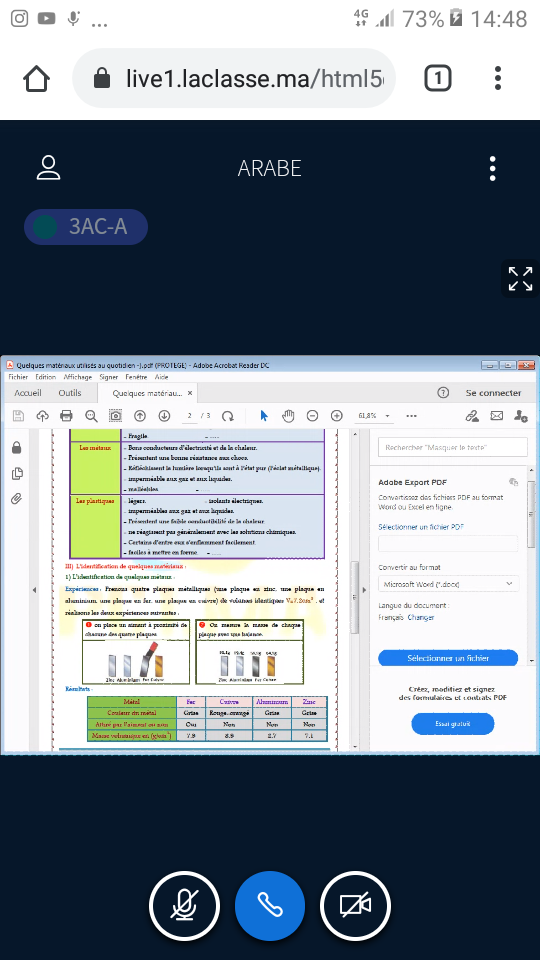 4G 73% 14:48
live1.laclasse.ma/html5
1
ARABE
3AC-A
Quelques matériaux utilisés au quotidien -).pdf (PROTEGE) - Adobe Acrobat Reader DC
Fichier Edition Affichage Signer Fenêtre Aide
Accueil Outils Quelques matériau... × Se connecter
2 / 3 61,8%
– Fragile. – .....
Les métaux
– Bons conducteurs d'électricité et de la chaleur.
– Présentent une bonne résistance aux chocs.
– Réfléchissent la lumière lorsqu'ils sont à l'état pur (l'éclat métallique).
– imperméable aux gaz et aux liquides.
– malléables.
Les plastiques
– légers. – isolants électriques.
– imperméables aux gaz et aux liquides.
– Présentent une faible conductibilité de la chaleur
– ne réagissent pas généralement avec les solutions chimiques.
– Certains d'entre eux s'enflamment facilement.
– faciles à mettre en forme – .....
III) L'identification de quelques matériaux :
1) L'identification de quelques métaux :
Expériences : Prenons quatre plaques métalliques (une plaque en zinc, une plaque en
aluminium, une plaque en fer, une plaque en cuivre) de volumes identiques V=7.2cm³ , et
réalisons les deux expériences suivantes :
1 on place un aimant à proximité de
chacune des quatre plaques
2 On mesure la masse de chaque
plaque avec une balance.
Zinc Aluminium Fer Cuivre
Zinc Aluminium Fer Cuivre
Résultats :
Métal Fer Cuivre Aluminium Zinc
Couleur du métal Grise Rouge-orangé Grise Grise
Attiré par l'aimant ou non Oui Non Non Non
Masse volumique en (g/cm³) 7.9 8.9 2.7 7.1
Rechercher "Masquer le texte"
Adobe Export PDF
Convertissez des fichiers PDF au format
Word ou Excel en ligne.
Sélectionner un fichier PDF
Convertir au format
Microsoft Word (*.docx)
Langue du document :
Français Changer
Sélectionner un fichier
Créez, modifiez et signez
des formulaires et contrats PDF
Essai gratuit